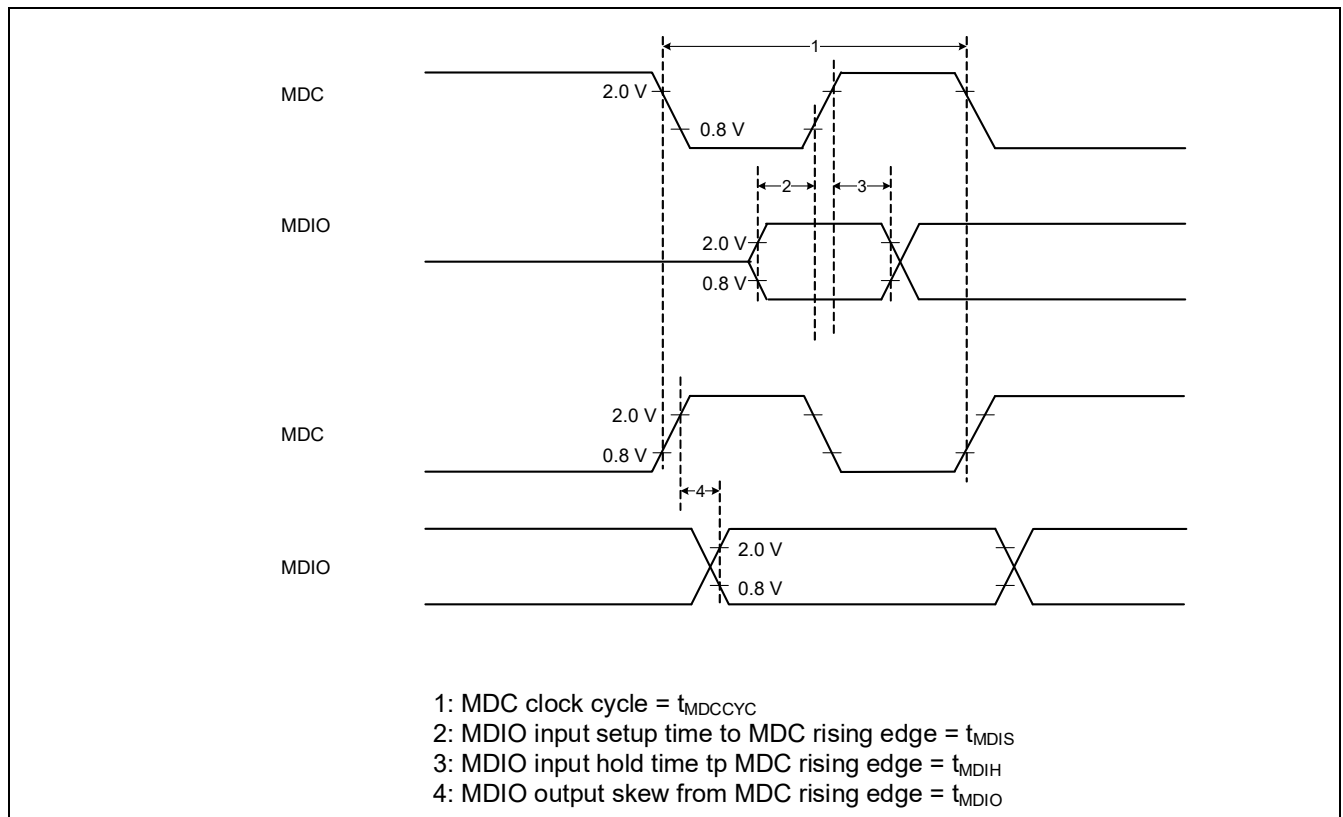 1
MDC
2.0 V
0.8 V
2
3
MDIO
2.0 V
0.8 V
2.0 V
MDC
0.8 V
4
2.0 V
MDIO
0.8 V
1: MDC clock cycle = tMDCCYC
2: MDIO input setup time to MDC rising edge = tMDIS
3: MDIO input hold time tp MDC rising edge = tMDIH
4: MDIO output skew from MDC rising edge = tMDIO